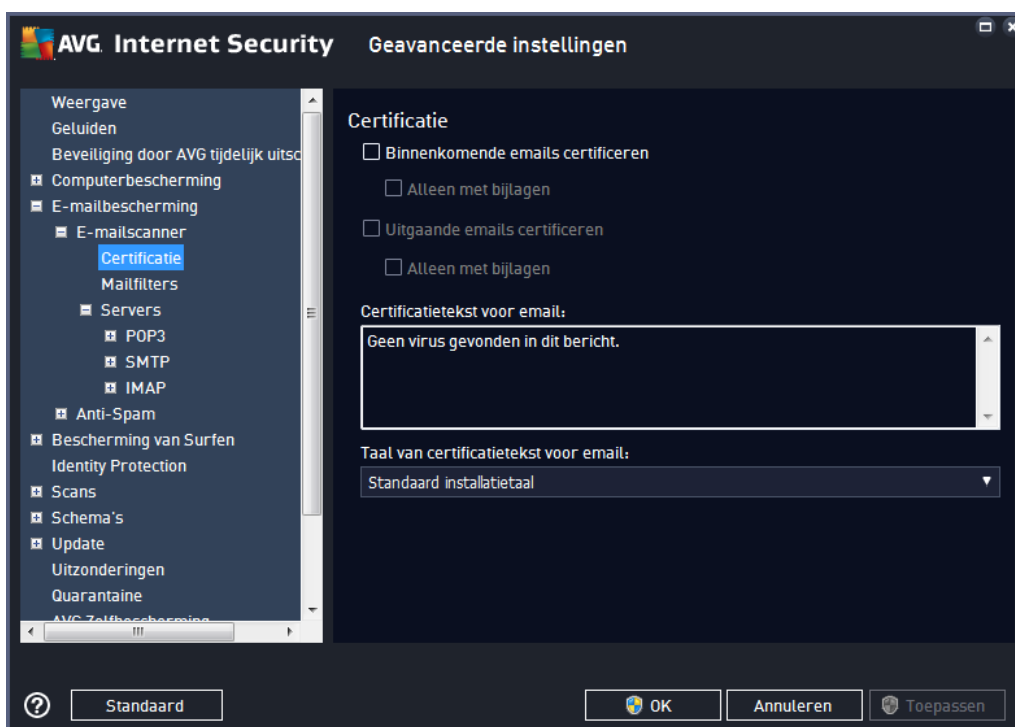 AVG. Internet Security Geavanceerde instellingen
Weergave
Geluiden
Beveiliging door AVG tijdelijk uitsc
Computerbescherming
E-mailbescherming
E-mailscanner
Certificatie
Mailfilters
Servers
POP3
SMTP
IMAP
Anti-Spam
Bescherming van Surfen
Identity Protection
Scans
Schema's
Update
Uitzonderingen
Quarantaine
AVG Zelfbescherming
Certificatie
Binnenkomende emails certificeren
Alleen met bijlagen
Uitgaande emails certificeren
Alleen met bijlagen
Certificatietekst voor email:
Geen virus gevonden in dit bericht.
Taal van certificatietekst voor email:
Standaard installatietaal
Standaard
OK
Annuleren
Toepassen